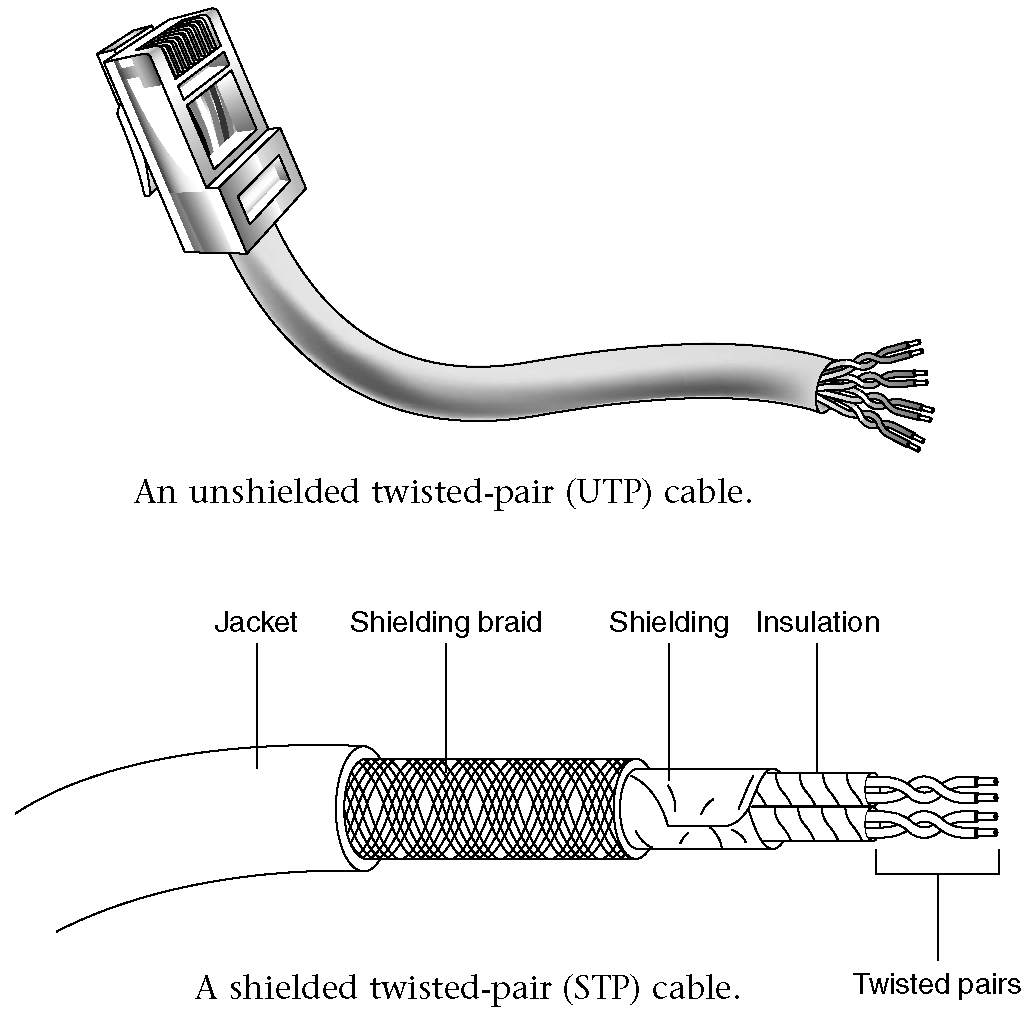 An unshielded twisted-pair (UTP) cable.
Jacket
Shielding braid
Shielding
Insulation
Twisted pairs
A shielded twisted-pair (STP) cable.